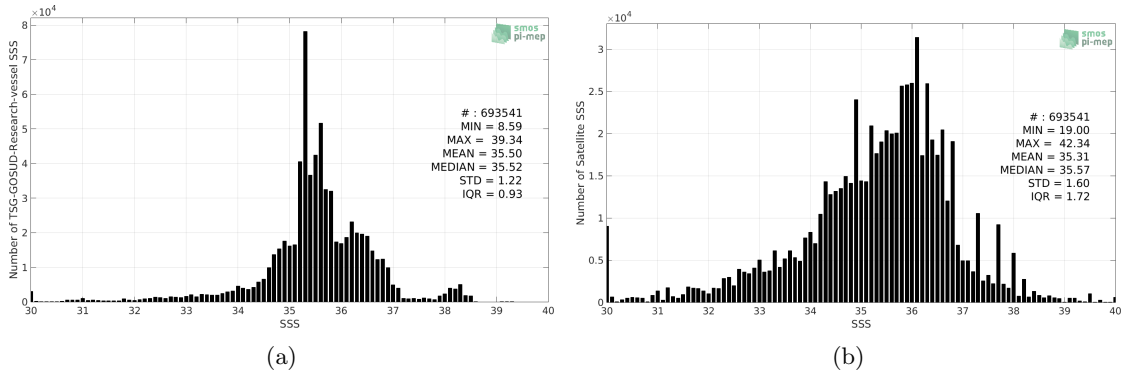 ×10⁴
8
7
6
5
4
3
2
1
0
30
31
32
33
34
35
36
37
38
39
40
SSS
Number of TSG-GOSUD-Research-vessel SSS
smos
pi-mep
# : 693541
MIN = 8.59
MAX = 39.34
MEAN = 35.50
MEDIAN = 35.52
STD = 1.22
IQR = 0.93
(a)
×10⁴
3
2.5
2
1.5
1
0.5
0
30
31
32
33
34
35
36
37
38
39
40
SSS
Number of Satellite SSS
smos
pi-mep
# : 693541
MIN = 19.00
MAX = 42.34
MEAN = 35.31
MEDIAN = 35.57
STD = 1.60
IQR = 1.72
(b)